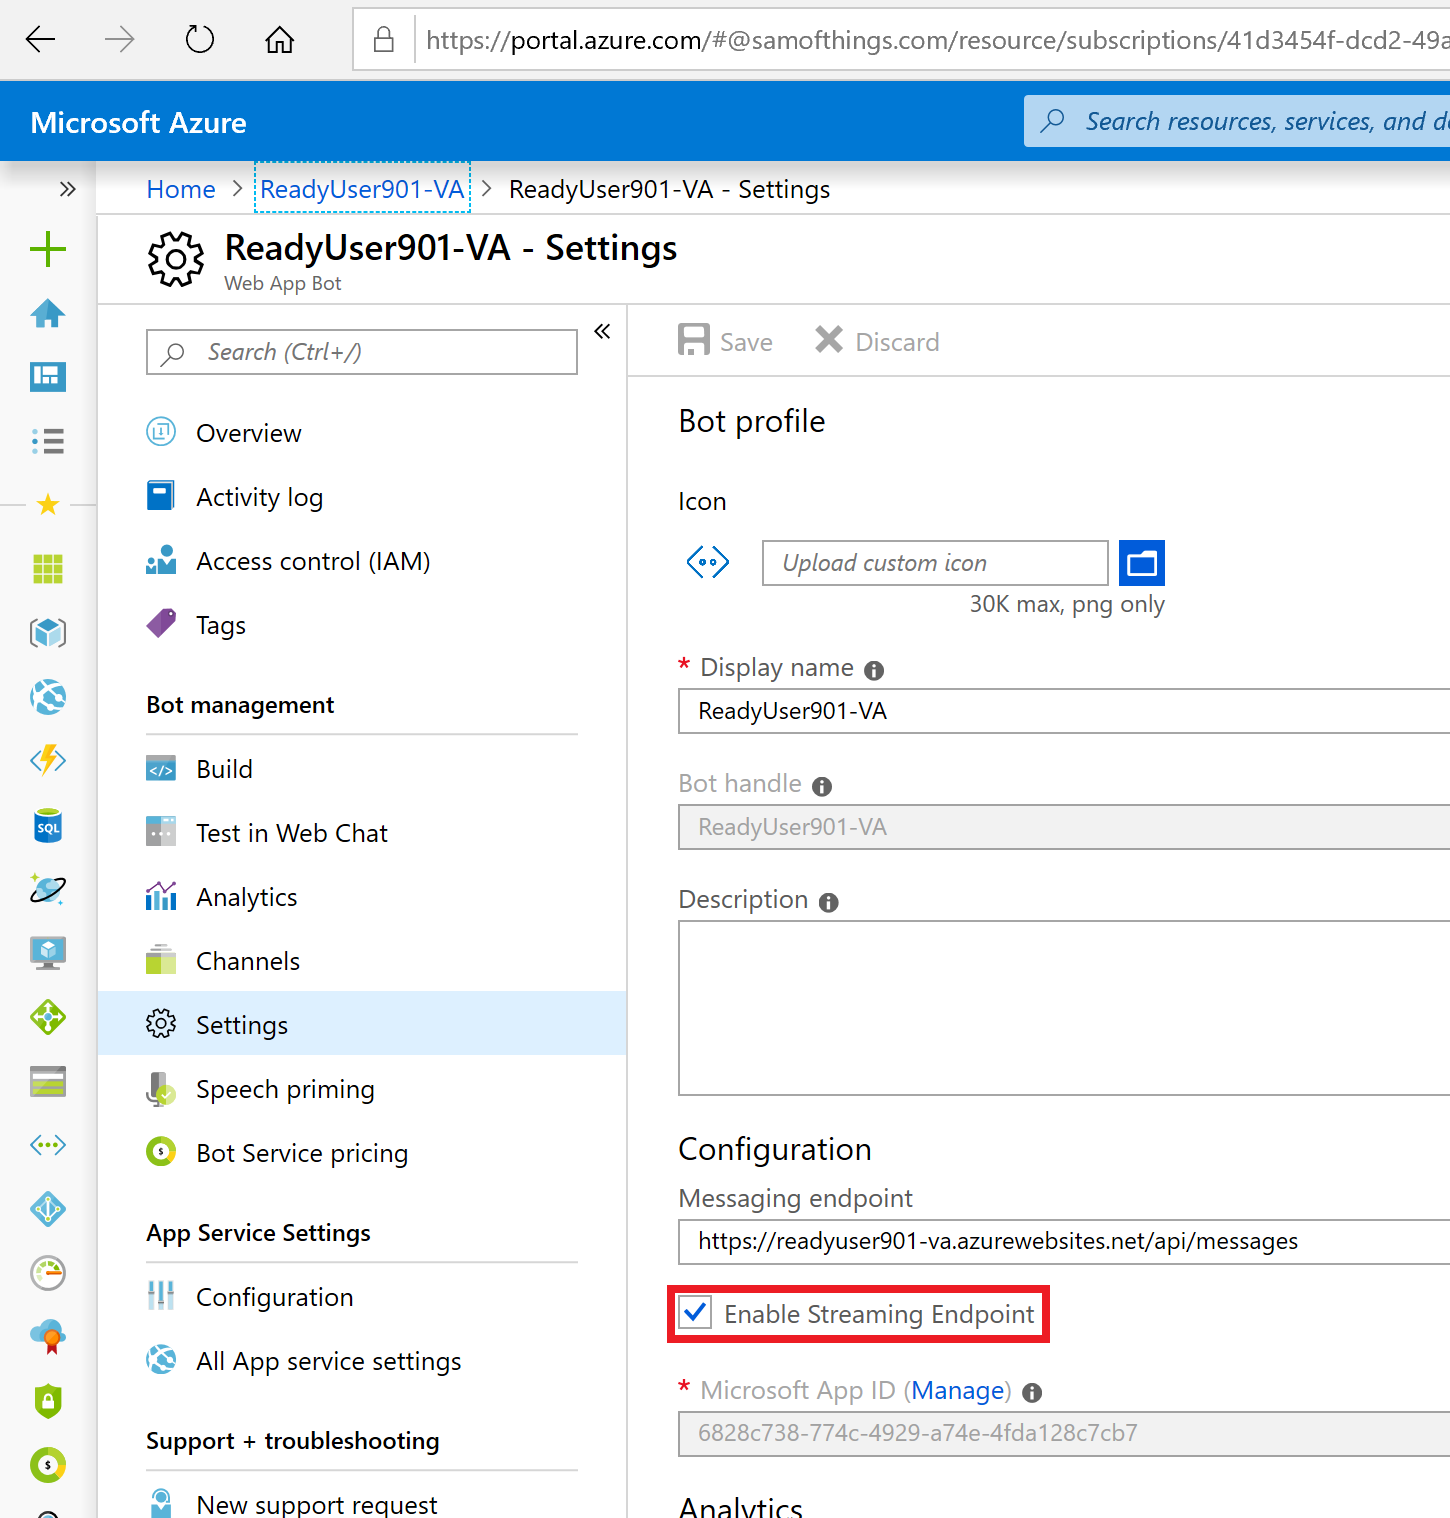 https://portal.azure.com/#@samofthings.com/resource/subscriptions/41d3454f-dcd2-49a
Microsoft Azure
Search resources, services, and do
Home > ReadyUser901-VA > ReadyUser901-VA - Settings
ReadyUser901-VA - Settings
Web App Bot
Search (Ctrl+/)
Save
Discard
Overview
Activity log
Access control (IAM)
Tags
Bot management
Build
Test in Web Chat
Analytics
Channels
Settings
Speech priming
Bot Service pricing
App Service Settings
Configuration
All App service settings
Support + troubleshooting
New support request
SQL
Bot profile
Icon
Upload custom icon
30K max, png only
* Display name
ReadyUser901-VA
Bot handle
ReadyUser901-VA
Description
Configuration
Messaging endpoint
https://readyuser901-va.azurewebsites.net/api/messages
Enable Streaming Endpoint
* Microsoft App ID (Manage)
6828c738-774c-4929-a74e-4fda128c7cb7
Analytics